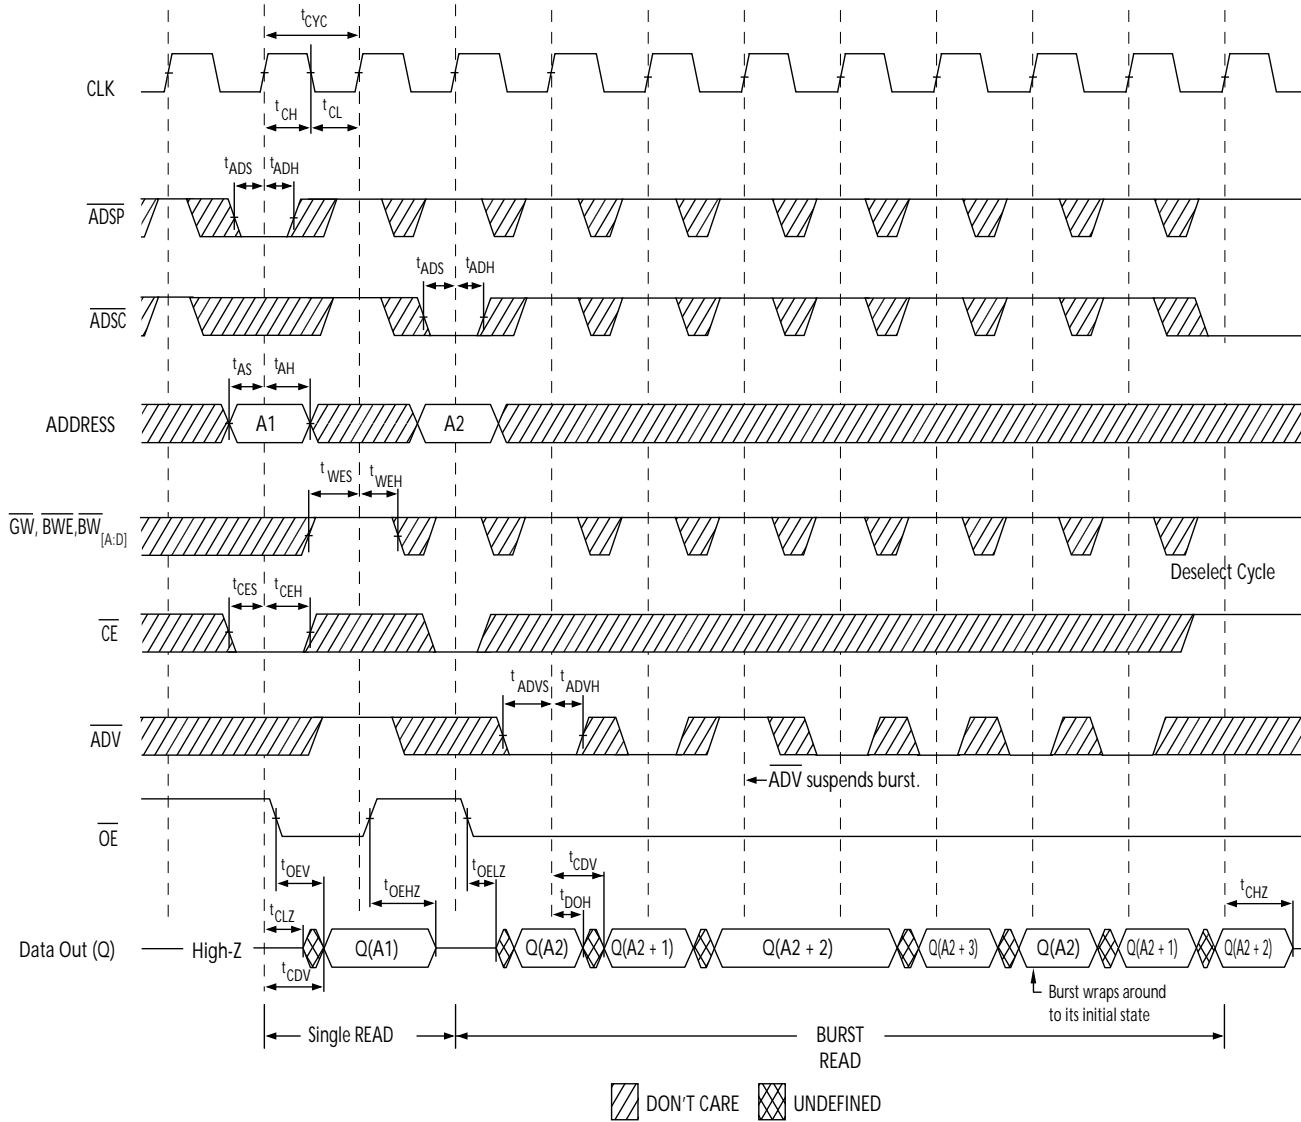 tCYC
CLK
tCH
tCL
tADS
tADH
ADSP
tADS
tADH
ADSC
tAS
tAH
ADDRESS
A1
A2
tWES
tWEH
GW, BWE,BW[A:D]
Deselect Cycle
tCES
tCEH
CE
tADVS
tADVH
ADV
ADV suspends burst.
OE
tOEV
tOEHZ
tOELZ
tCDV
tCHZ
tCLZ
tDOH
Data Out (Q)
High-Z
Q(A1)
Q(A2)
Q(A2 + 1)
Q(A2 + 2)
Q(A2 + 3)
Q(A2)
Q(A2 + 1)
Q(A2 + 2)
tCDV
Burst wraps around
to its initial state
Single READ
BURST
READ
DON'T CARE
UNDEFINED